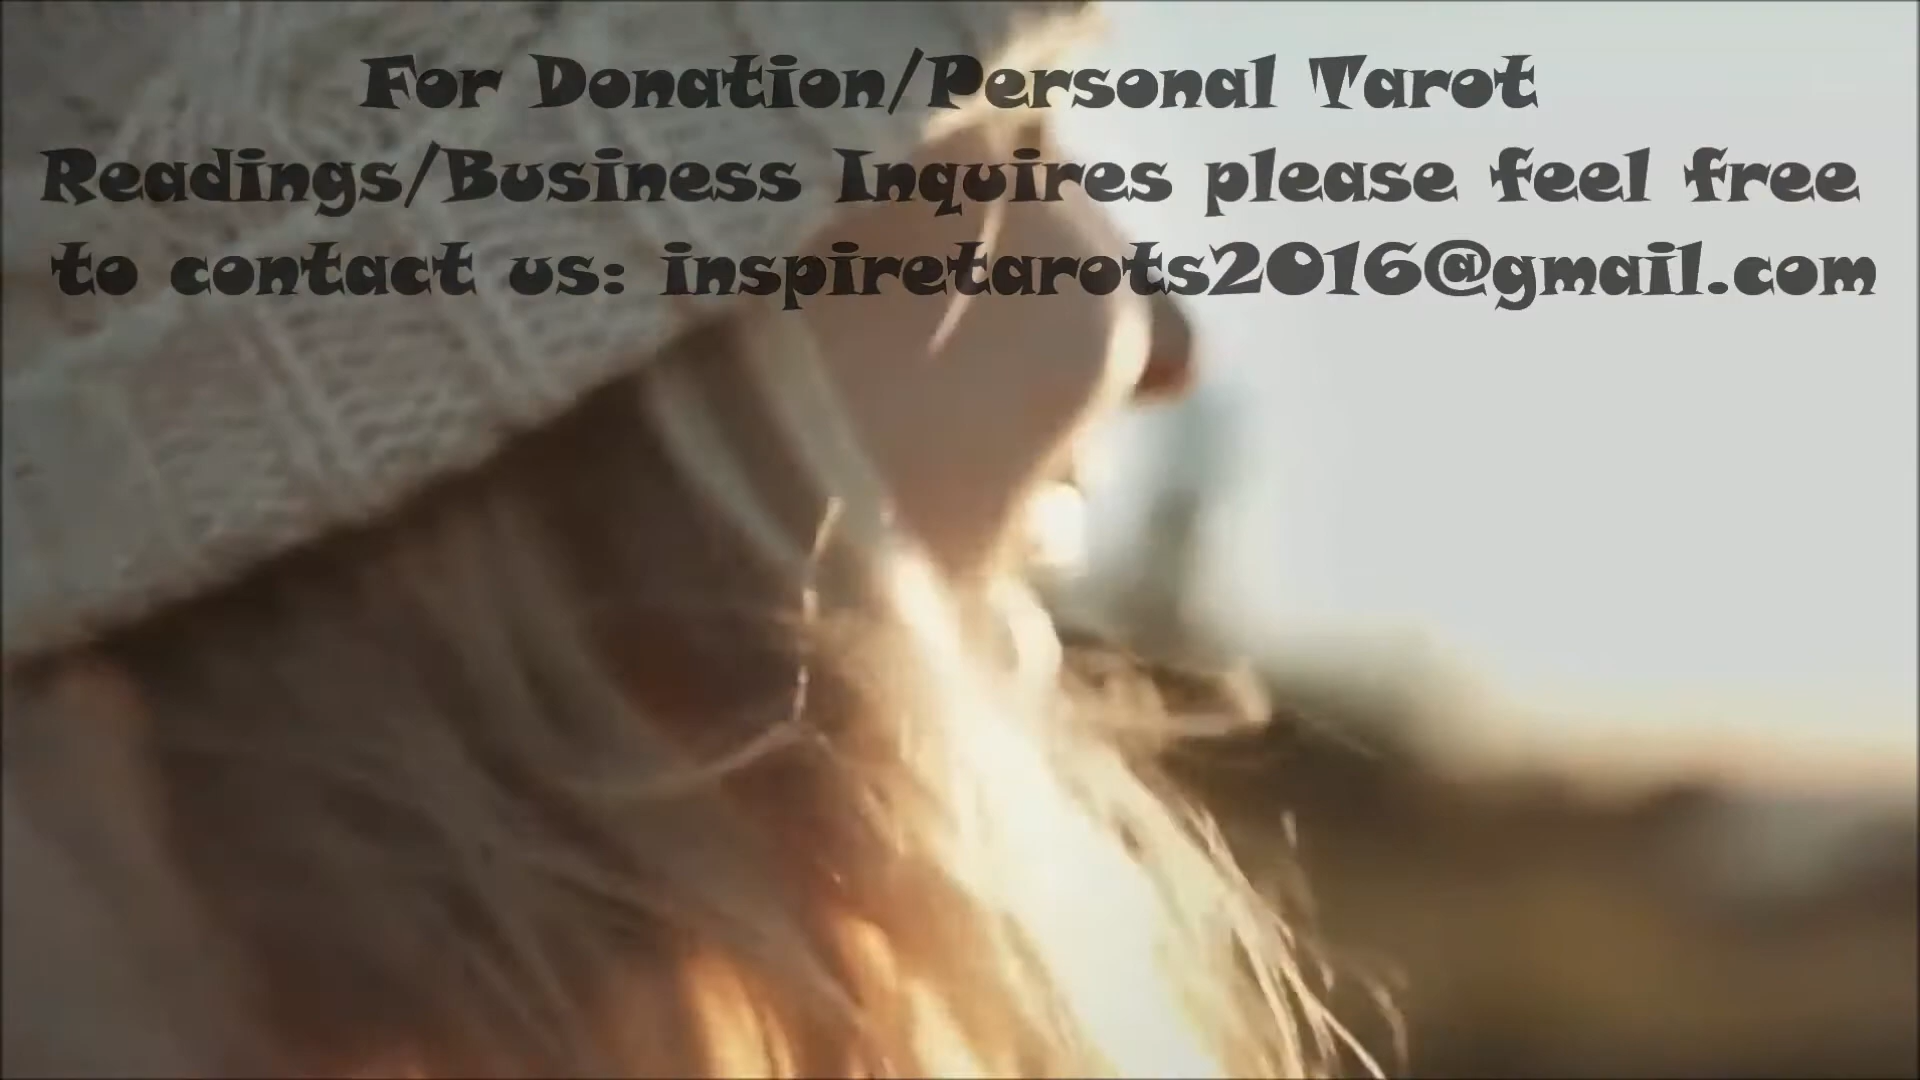 For Donation/Personal Tarot
Readings/Business Inquires please feel free
to contact us: inspiretarots2016@gmail.com